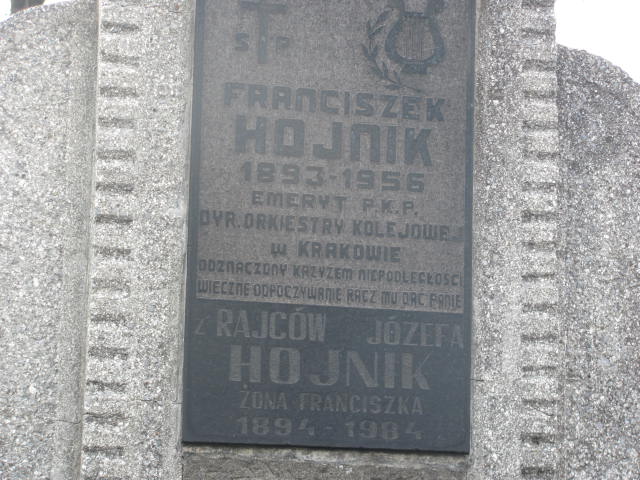 Ś P
FRANCISZEK
HOJNIK
1893-1956
EMERYT P.K.P.
DYR. ORKIESTRY KOLEJOWEJ
W KRAKOWIE
ODZNACZONY KRZYŻEM NIEPODLEGŁOŚCI
WIECZNE ODPOCZYWANIE RACZ MU DAĆ PANIE
Z RAJCÓW JÓZEFA
HOJNIK
ŻONA FRANCISZKA
1894-1984